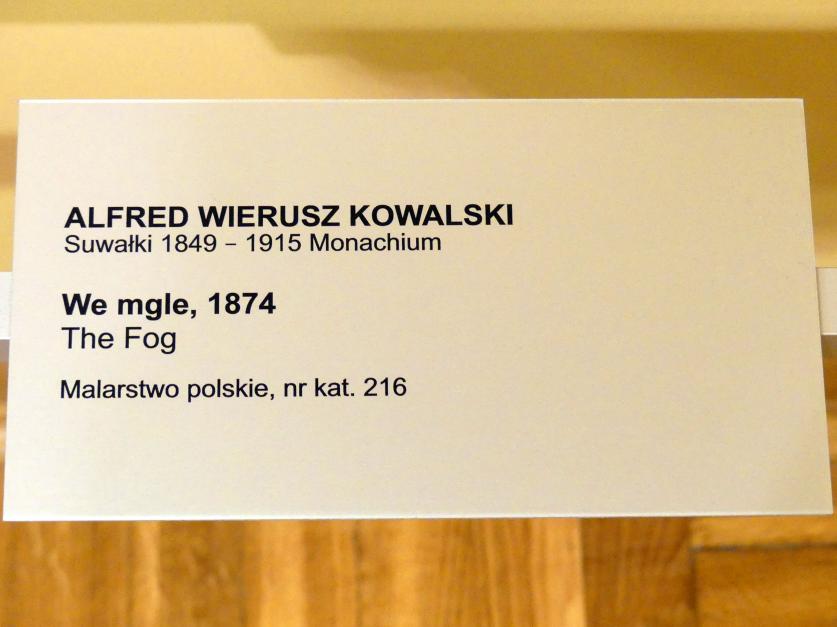 ALFRED WIERUSZ KOWALSKI
Suwałki 1849 – 1915 Monachium
We mgle, 1874
The Fog
Malarstwo polskie, nr kat. 216